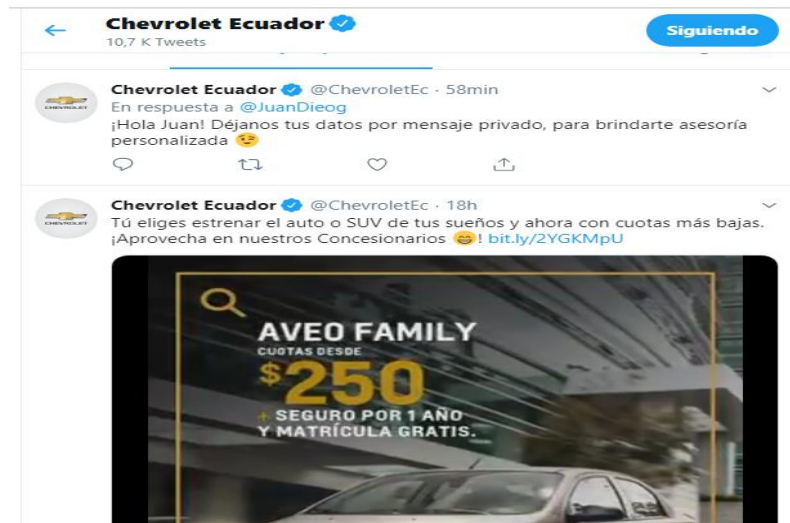 Chevrolet Ecuador
10,7 K Tweets
Siguiendo
CHEVROLET
Chevrolet Ecuador @ChevroletEc · 58min
En respuesta a @JuanDieog
¡Hola Juan! Déjanos tus datos por mensaje privado, para brindarte asesoría
personalizada 😉
CHEVROLET
Chevrolet Ecuador @ChevroletEc · 18h
Tú eliges estrenar el auto o SUV de tus sueños y ahora con cuotas más bajas.
¡Aprovecha en nuestros Concesionarios 😁! bit.ly/2YGKMpU
AVEO FAMILY
CUOTAS DESDE
$250
+ SEGURO POR 1 AÑO
Y MATRÍCULA GRATIS.